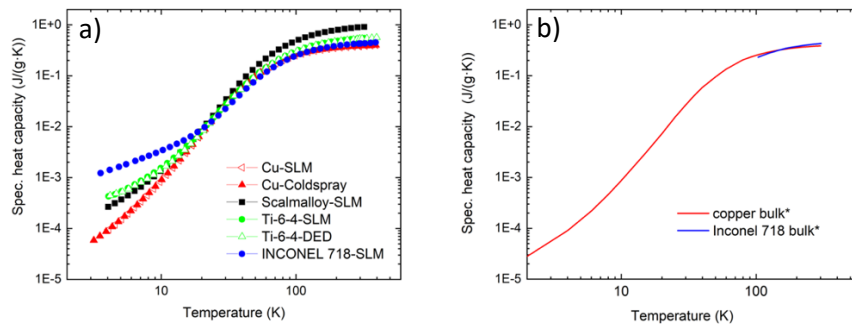 a)
Spec. heat capacity (J/(g·K))
1E+0
1E-1
1E-2
1E-3
1E-4
1E-5
Cu-SLM
Cu-Coldspray
Scalmalloy-SLM
Ti-6-4-SLM
Ti-6-4-DED
INCONEL 718-SLM
10 100
Temperature (K)
b)
Spec. heat capacity (J/(g·K))
1E+0
1E-1
1E-2
1E-3
1E-4
1E-5
copper bulk*
Inconel 718 bulk*
10 100
Temperature (K)